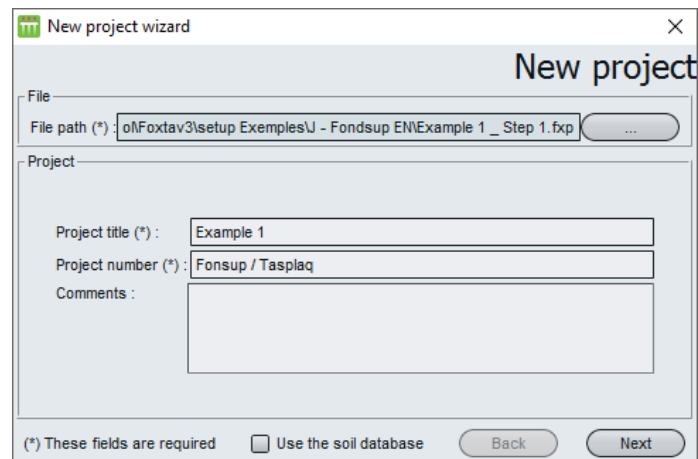 New project wizard
New project
File
File path (*) : ol\Foxtav3\setup Exemples\J - Fondsup EN\Example 1 _ Step 1.fxp ...
Project
Project title (*) : Example 1
Project number (*) : Fonsup / Tasplaq
Comments :
(*) These fields are required Use the soil database Back Next